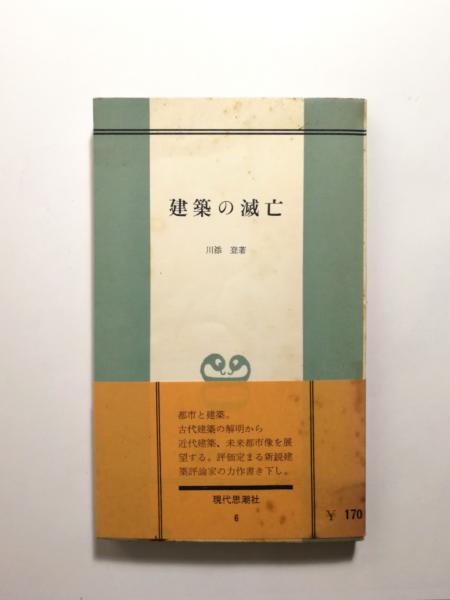 建築の滅亡
川添 登著
都市と建築。
古代建築の解明から
近代建築、未来都市像を展
望する。評価定まる新鋭建
築評論家の力作書き下し。
現代思潮社
6
¥ 170